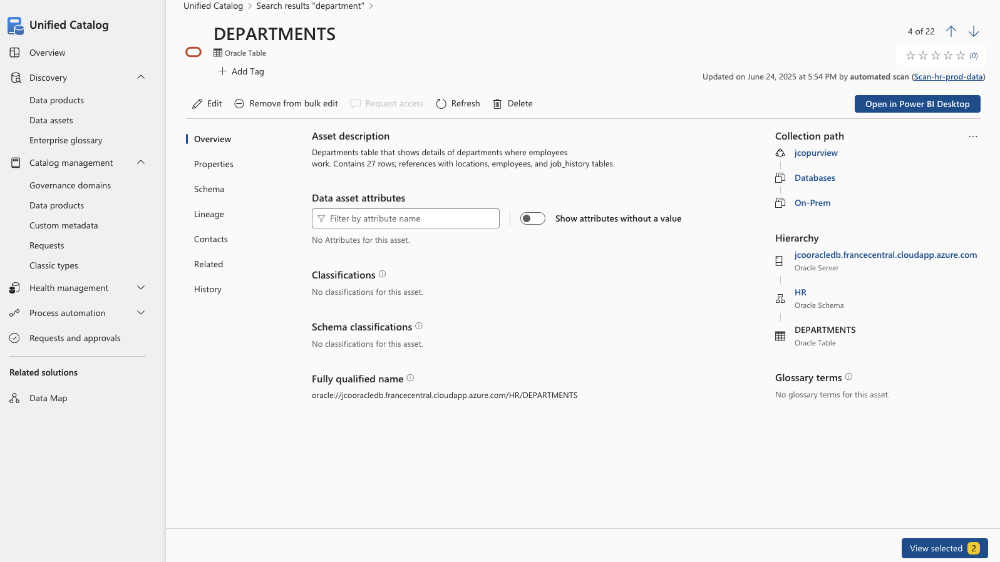 Unified Catalog
Overview
Discovery
Data products
Data assets
Enterprise glossary
Catalog management
Governance domains
Data products
Custom metadata
Requests
Classic types
Health management
Process automation
Requests and approvals
Related solutions
Data Map
Unified Catalog > Search results "department" >
DEPARTMENTS
Oracle Table
Add Tag
4 of 22
(0)
Updated on June 24, 2025 at 5:54 PM by automated scan (Scan-hr-prod-data)
Edit Remove from bulk edit Request access Refresh Delete
Open in Power BI Desktop
Overview
Properties
Schema
Lineage
Contacts
Related
History
Asset description
Departments table that shows details of departments where employees
work. Contains 27 rows; references with locations, employees, and job_history tables.
Data asset attributes
Filter by attribute name
Show attributes without a value
No Attributes for this asset.
Classifications
No classifications for this asset.
Schema classifications
No classifications for this asset.
Fully qualified name
oracle://jcooracledb.francecentral.cloudapp.azure.com/HR/DEPARTMENTS
Collection path
...
jcopurview
Databases
On-Prem
Hierarchy
jcooracledb.francecentral.cloudapp.azure.com
Oracle Server
HR
Oracle Schema
DEPARTMENTS
Oracle Table
Glossary terms
No glossary terms for this asset.
View selected 2